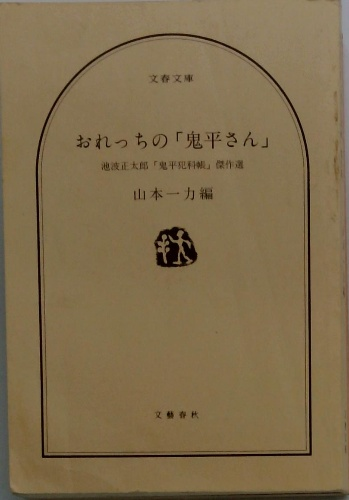 文春文庫
おれっちの「鬼平さん」
池波正太郎「鬼平犯科帳」傑作選
山本一力編
文藝春秋